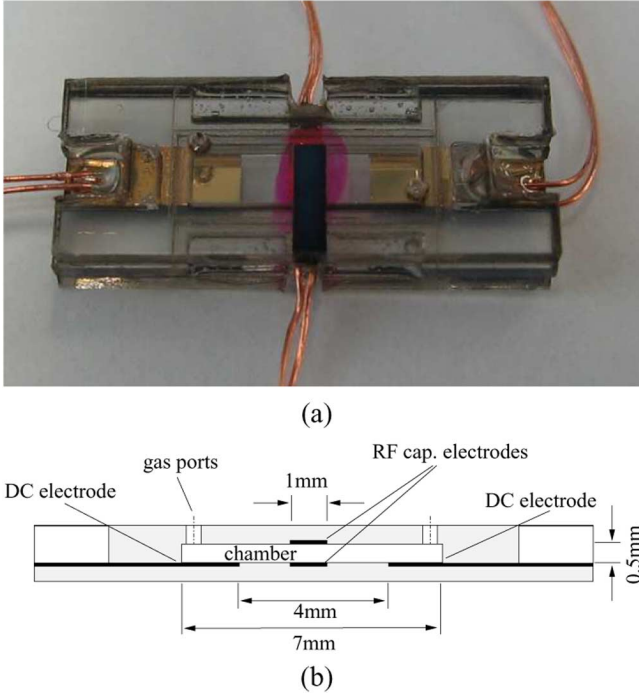 (a)
RF cap. electrodes
gas ports
1mm
DC electrode
DC electrode
chamber
0.5mm
4mm
7mm
(b)